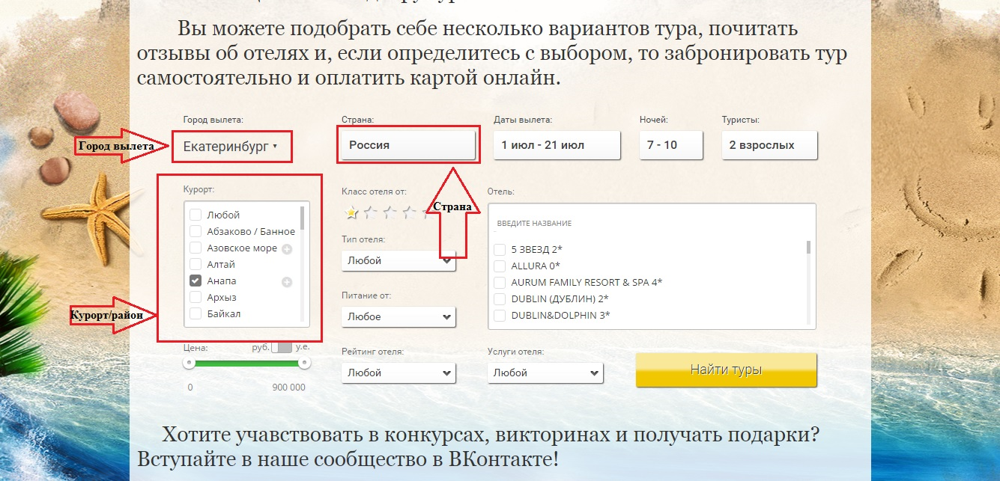 Вы можете подобрать себе несколько вариантов тура, почитать
отзывы об отелях и, если определитесь с выбором, то забронировать тур
самостоятельно и оплатить картой онлайн.
Город вылета: Страна: Даты вылета: Ночей: Туристы:
Город вылета Екатеринбург Россия 1 июл - 21 июл 7 - 10 2 взрослых
Курорт: Класс отеля от: Отель:
Страна
Любой
ВВЕДИТЕ НАЗВАНИЕ
Абзаково / Банное
Азовское море
Алтай
Анапа
Архыз
Байкал
Курорт/район
Тип отеля:
Любой
Питание от:
Любое
5 ЗВЕЗД 2*
ALLURA 0*
AURUM FAMILY RESORT & SPA 4*
DUBLIN (ДУБЛИН) 2*
DUBLIN&DOLPHIN 3*
Цена: руб. у.е. Рейтинг отеля: Услуги отеля:
Любой Любой Найти туры
0 900 000
Хотите учавствовать в конкурсах, викторинах и получать подарки?
Вступайте в наше сообщество в ВКонтакте!